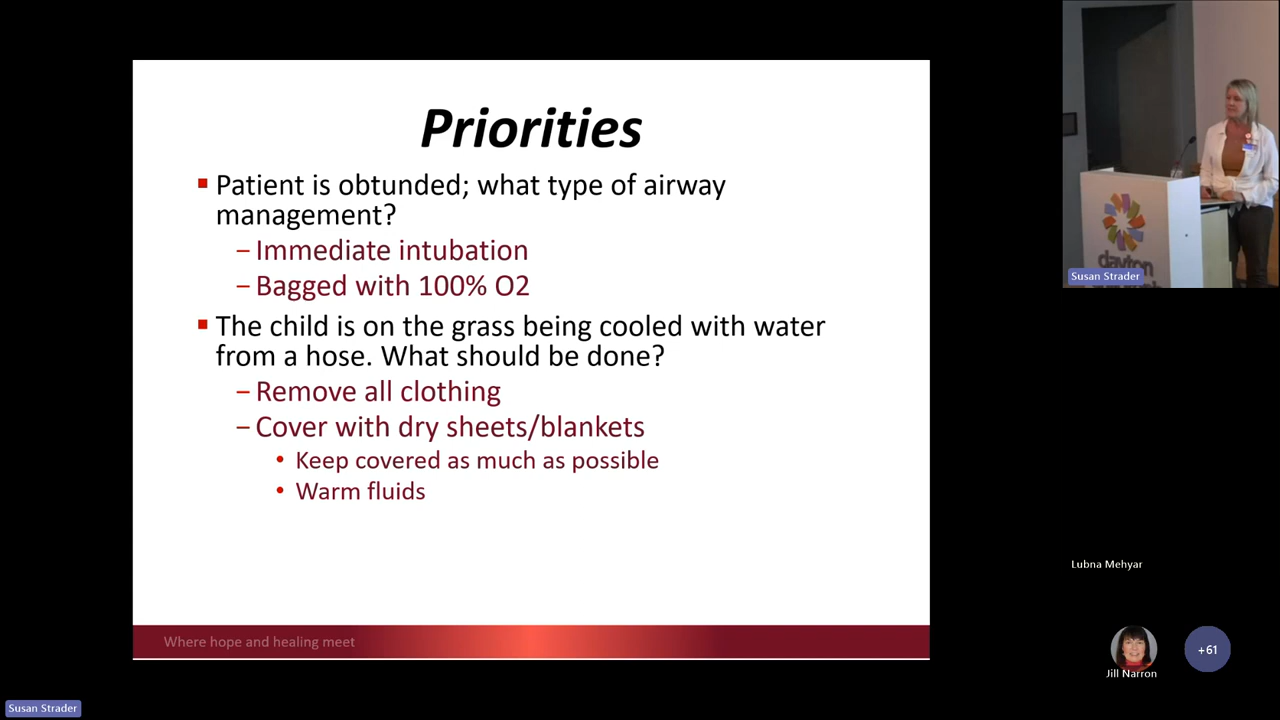 Priorities
Patient is obtunded; what type of airway
management?
– Immediate intubation
– Bagged with 100% O2
The child is on the grass being cooled with water
from a hose. What should be done?
– Remove all clothing
– Cover with dry sheets/blankets
• Keep covered as much as possible
• Warm fluids
Where hope and healing meet
dayton
Susan Strader
Lubna Mehyar
Jill Narron
+61
Susan Strader